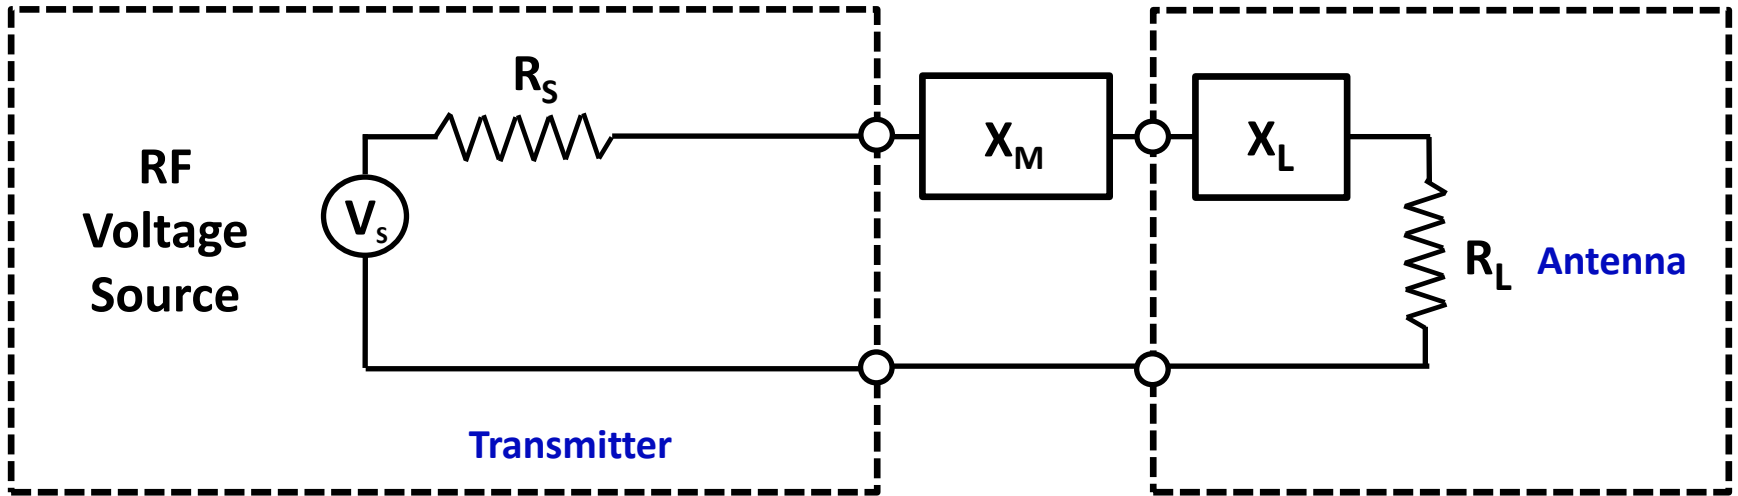 RF
Voltage
Source
Vs
RS
XM
XL
RL
Antenna
Transmitter